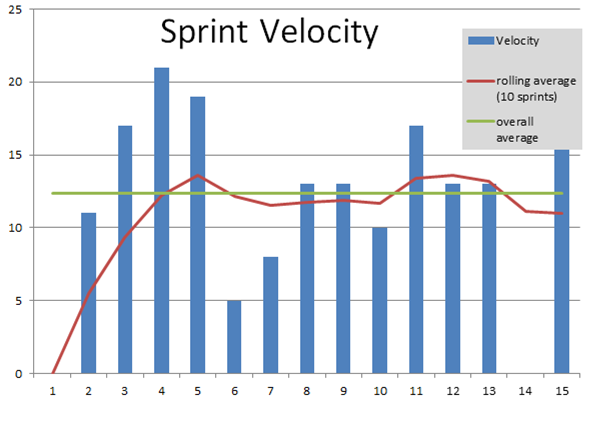 Sprint Velocity
25
20
15
10
5
0
1 2 3 4 5 6 7 8 9 10 11 12 13 15
Velocity
rolling average
(10 sprints)
overall
average